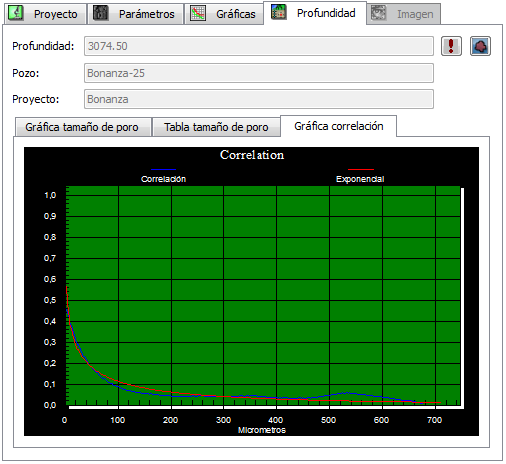 Proyecto Parámetros Gráficas Profundidad Imagen
Profundidad: 3074.50
Pozo: Bonanza-25
Proyecto: Bonanza
Gráfica tamaño de poro Tabla tamaño de poro Gráfica correlación
Correlation
Correlación Exponencial
1,0
0,9
0,8
0,7
0,6
0,5
0,4
0,3
0,2
0,1
0,0
0 100 200 300 400 500 600 700
Micrometros